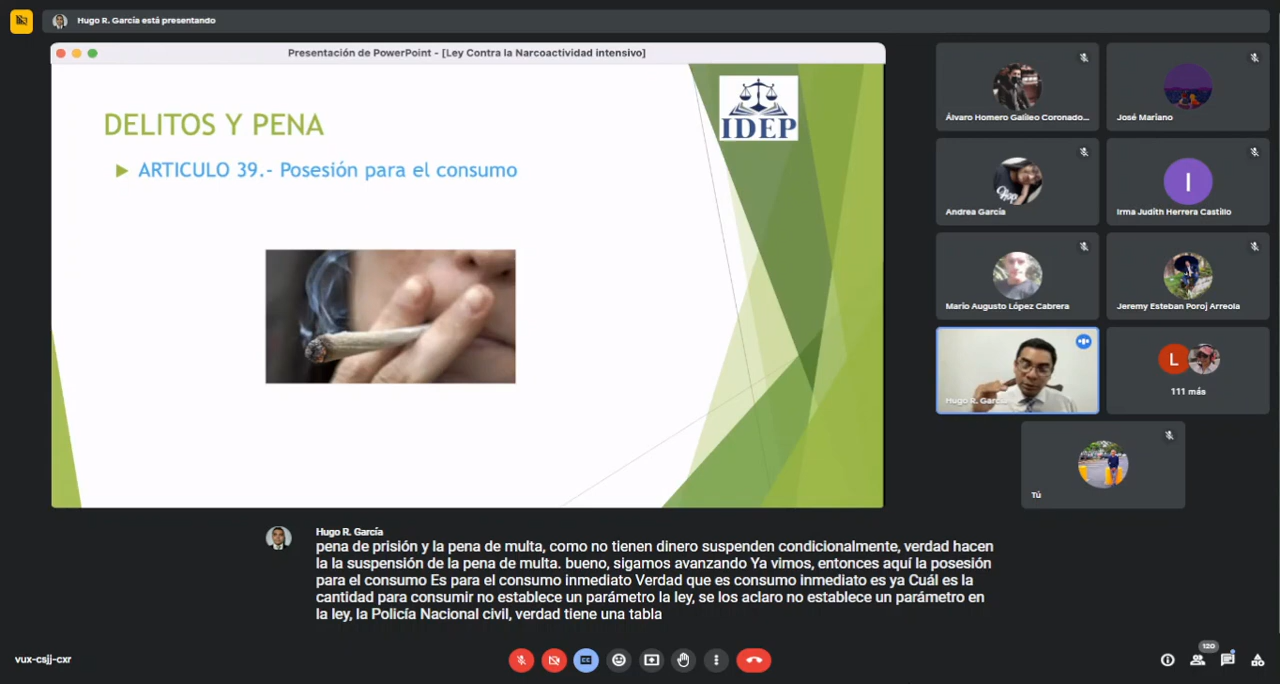 Hugo R. García está presentando
Presentación de PowerPoint - [Ley Contra la Narcoactividad intensivo]
DELITOS Y PENA
ARTICULO 39.- Posesión para el consumo
IDEP
Álvaro Homero Galileo Coronado...
José Mariano
Andrea García
I
Irma Judith Herrera Castillo
Mario Augusto López Cabrera
Jeremy Esteban Poroj Arreola
Hugo R. García
L
111 más
Tú
Hugo R. García
pena de prisión y la pena de multa, como no tienen dinero suspenden condicionalmente, verdad hacen
la la suspensión de la pena de multa. bueno, sigamos avanzando Ya vimos, entonces aquí la posesión
para el consumo Es para el consumo inmediato Verdad que es consumo inmediato es ya Cuál es la
cantidad para consumir no establece un parámetro la ley, se los aclaro no establece un parámetro en
la ley, la Policía Nacional civil, verdad tiene una tabla
vux-csjj-cxr
CC
120